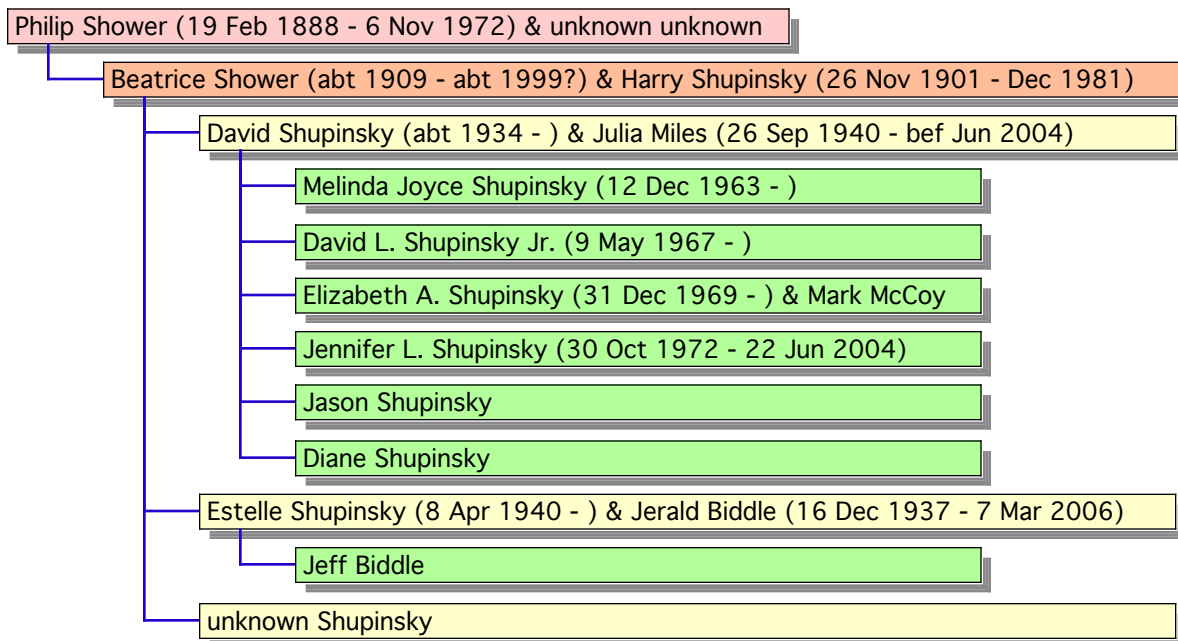 Philip Shower (19 Feb 1888 - 6 Nov 1972) & unknown unknown
Beatrice Shower (abt 1909 - abt 1999?) & Harry Shupinsky (26 Nov 1901 - Dec 1981)
David Shupinsky (abt 1934 - ) & Julia Miles (26 Sep 1940 - bef Jun 2004)
Melinda Joyce Shupinsky (12 Dec 1963 - )
David L. Shupinsky Jr. (9 May 1967 - )
Elizabeth A. Shupinsky (31 Dec 1969 - ) & Mark McCoy
Jennifer L. Shupinsky (30 Oct 1972 - 22 Jun 2004)
Jason Shupinsky
Diane Shupinsky
Estelle Shupinsky (8 Apr 1940 - ) & Jerald Biddle (16 Dec 1937 - 7 Mar 2006)
Jeff Biddle
unknown Shupinsky